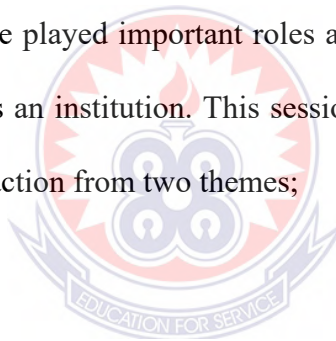 e played important roles a
s an institution. This sessio
ction from two themes;
EDUCATION FOR SERVICE